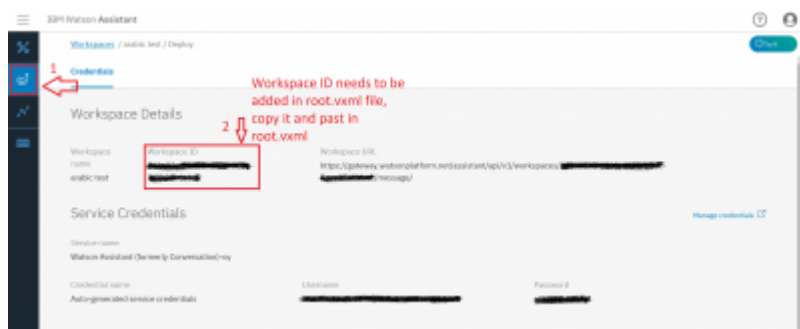 IBM Watson Assistant
Workspaces / arabic test / Deploy
1
Credentials
Workspace ID needs to be
added in root.vxml file,
copy it and past in
root.vxml
Workspace Details
2
Workspace name
Workspace ID
Workspace URL
arabic test
https://gateway.watsonplatform.net/assistant/api/v1/workspaces/
/message/
Service Credentials
Manage credentials
Service name
Watson Assistant (formerly Conversation)-oy
Credential name
Username
Password
Auto-generated service credentials